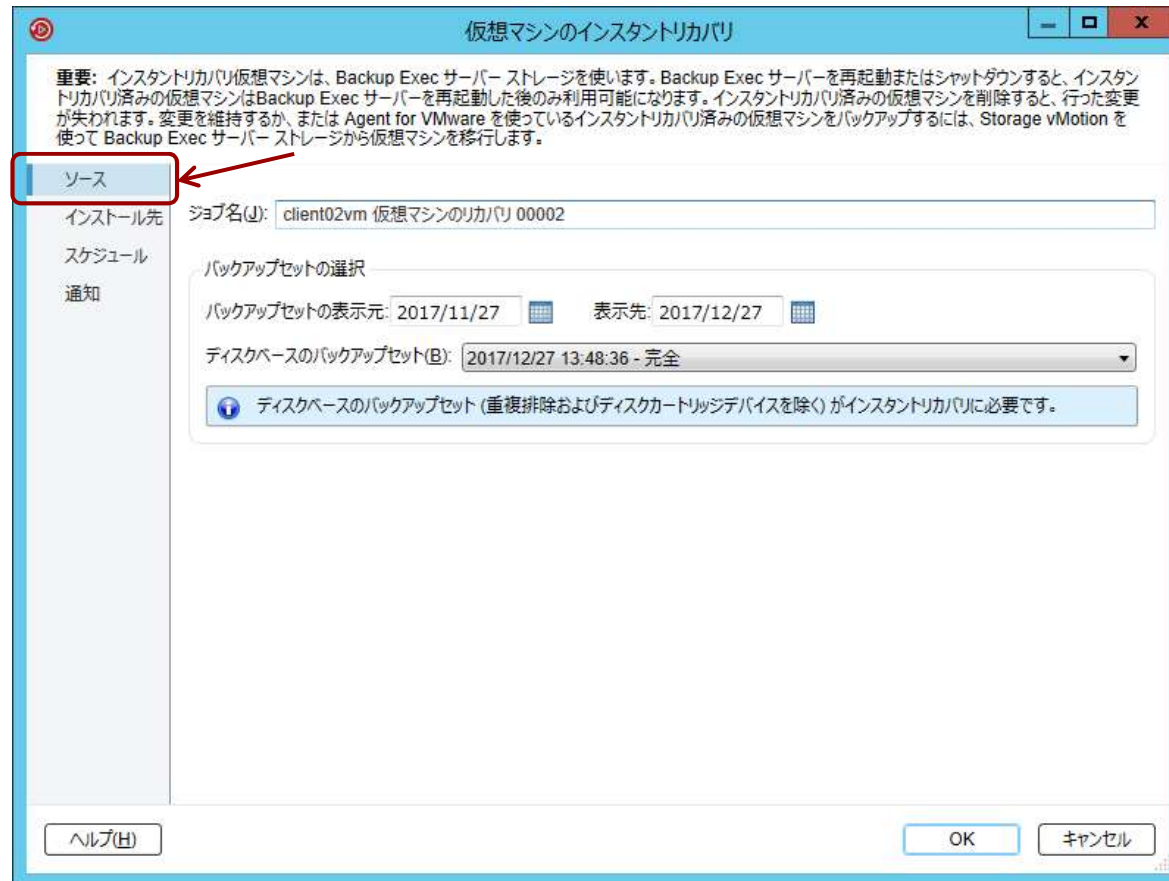 仮想マシンのインスタントリカバリ
重要: インスタントリカバリ仮想マシンは、Backup Exec サーバー ストレージを使います。Backup Exec サーバーを再起動またはシャットダウンすると、インスタン
トリカバリ済みの仮想マシンはBackup Exec サーバーを再起動した後のみ利用可能になります。インスタントリカバリ済みの仮想マシンを削除すると、行った変更
が失われます。変更を維持するか、または Agent for VMware を使っているインスタントリカバリ済みの仮想マシンをバックアップするには、Storage vMotion を
使って Backup Exec サーバー ストレージから仮想マシンを移行します。
ソース
インストール先
スケジュール
通知
ジョブ名(J): client02vm 仮想マシンのリカバリ 00002
バックアップセットの選択
バックアップセットの表示元: 2017/11/27 表示先: 2017/12/27
ディスクベースのバックアップセット(B): 2017/12/27 13:48:36 - 完全
ディスクベースのバックアップセット (重複排除およびディスクカートリッジデバイスを除く) がインスタントリカバリに必要です。
ヘルプ(H) OK キャンセル